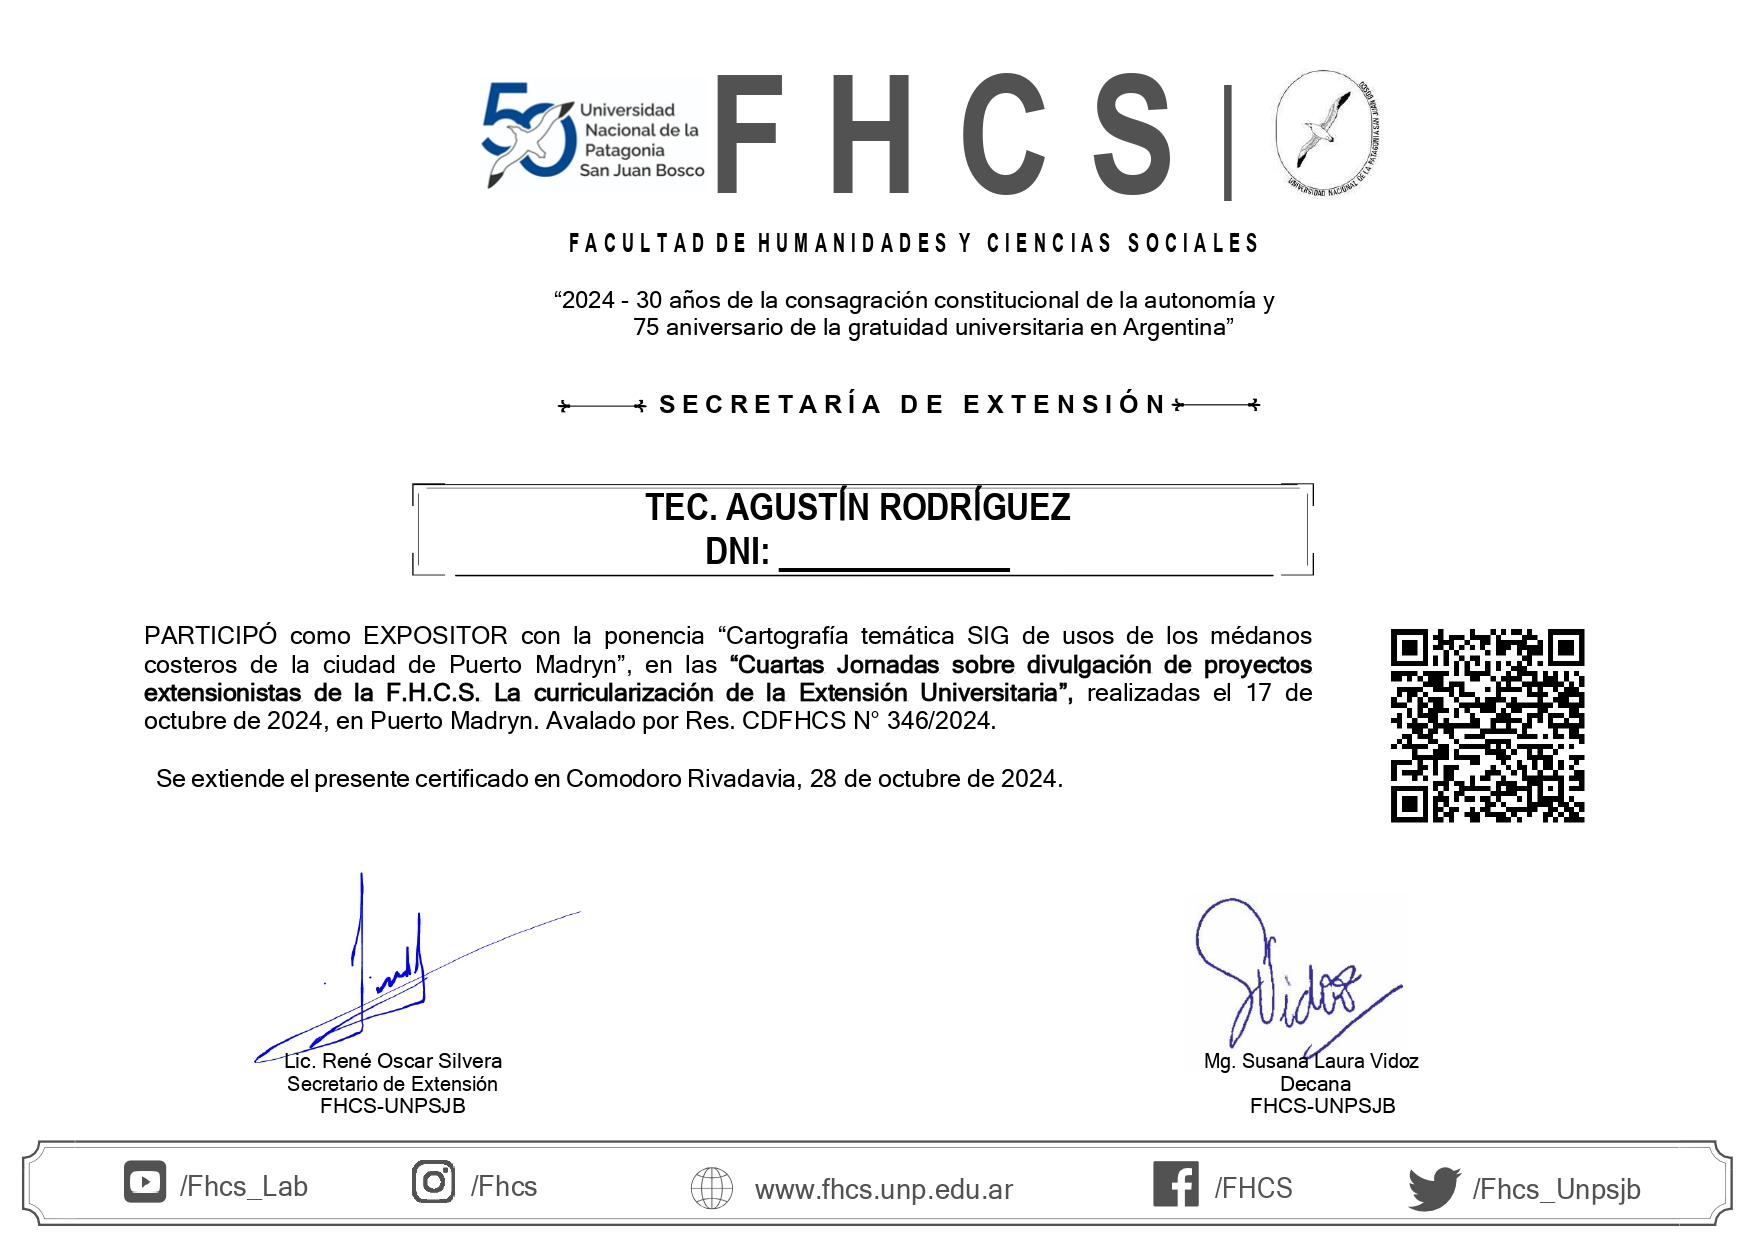 50 Universidad
Nacional de la
Patagonia
San Juan Bosco
FHCS
UNIVERSIDAD NACIONAL DE LA PATAGONIA SAN JUAN BOSCO
FACULTAD DE HUMANIDADES Y CIENCIAS SOCIALES
“2024 - 30 años de la consagración constitucional de la autonomía y
75 aniversario de la gratuidad universitaria en Argentina”
SECRETARÍA DE EXTENSIÓN
TEC. AGUSTÍN RODRÍGUEZ
DNI: ___________
PARTICIPÓ como EXPOSITOR con la ponencia “Cartografía temática SIG de usos de los médanos
costeros de la ciudad de Puerto Madryn”, en las “Cuartas Jornadas sobre divulgación de proyectos
extensionistas de la F.H.C.S. La curricularización de la Extensión Universitaria”, realizadas el 17 de
octubre de 2024, en Puerto Madryn. Avalado por Res. CDFHCS N° 346/2024.
Se extiende el presente certificado en Comodoro Rivadavia, 28 de octubre de 2024.
SVidoz
Lic. René Oscar Silvera
Secretario de Extensión
FHCS-UNPSJB
Mg. Susana Laura Vidoz
Decana
FHCS-UNPSJB
/Fhcs_Lab
/Fhcs
www.fhcs.unp.edu.ar
/FHCS
/Fhcs_Unpsjb